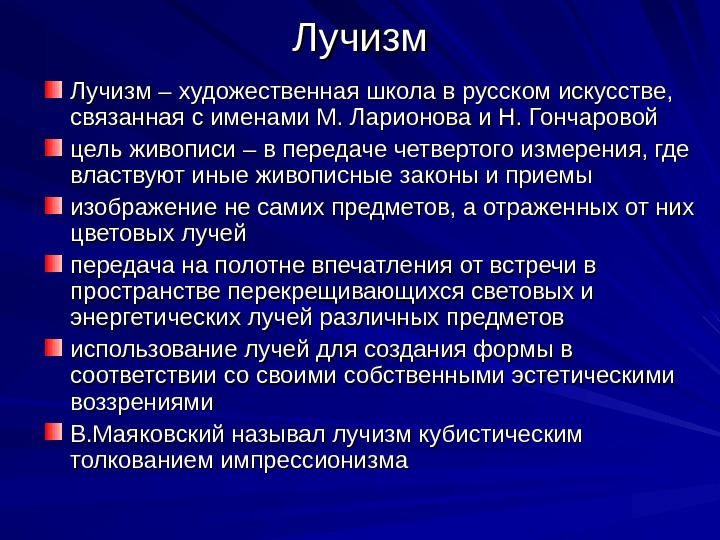 Лучизм
Лучизм – художественная школа в русском искусстве,
связанная с именами М. Ларионова и Н. Гончаровой
цель живописи – в передаче четвертого измерения, где
властвуют иные живописные законы и приемы
изображение не самих предметов, а отраженных от них
цветовых лучей
передача на полотне впечатления от встречи в
пространстве перекрещивающихся световых и
энергетических лучей различных предметов
использование лучей для создания формы в
соответствии со своими собственными эстетическими
воззрениями
В.Маяковский называл лучизм кубистическим
толкованием импрессионизма